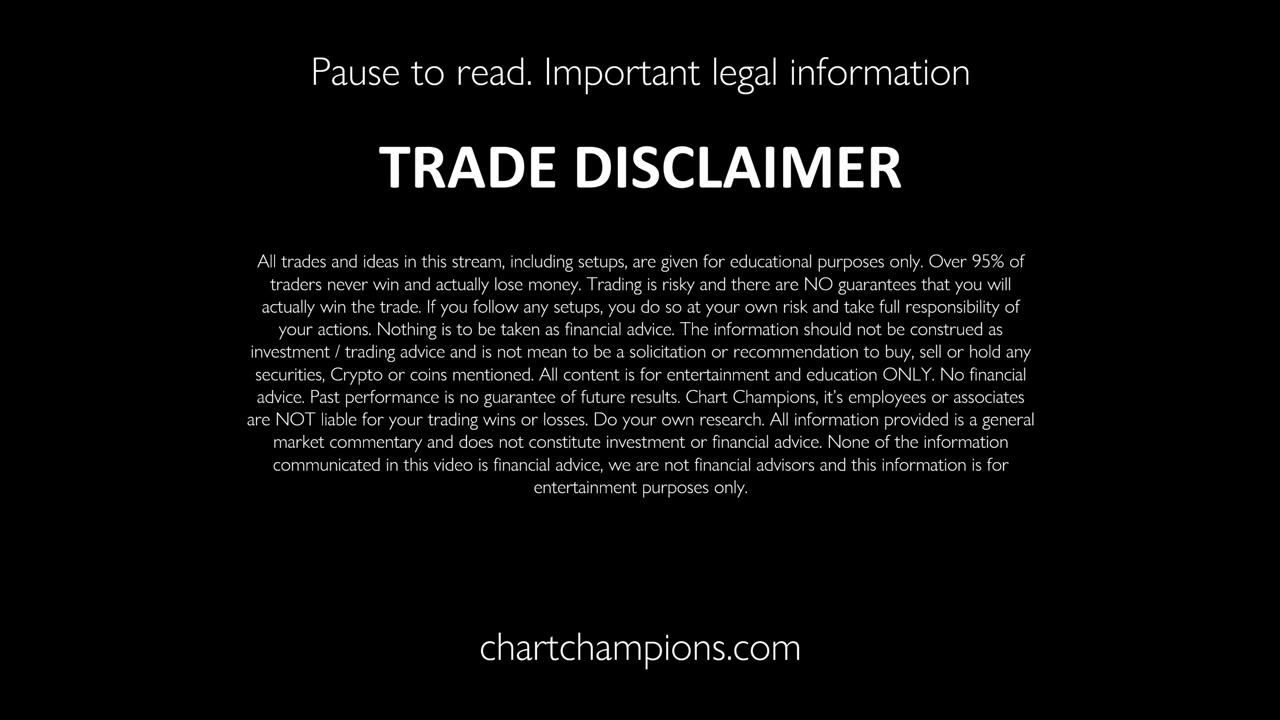 Pause to read. Important legal information
TRADE DISCLAIMER
All trades and ideas in this stream, including setups, are given for educational purposes only. Over 95% of
traders never win and actually lose money. Trading is risky and there are NO guarantees that you will
actually win the trade. If you follow any setups, you do so at your own risk and take full responsibility of
your actions. Nothing is to be taken as financial advice. The information should not be construed as
investment / trading advice and is not mean to be a solicitation or recommendation to buy, sell or hold any
securities, Crypto or coins mentioned. All content is for entertainment and education ONLY. No financial
advice. Past performance is no guarantee of future results. Chart Champions, it's employees or associates
are NOT liable for your trading wins or losses. Do your own research. All information provided is a general
market commentary and does not constitute investment or financial advice. None of the information
communicated in this video is financial advice, we are not financial advisors and this information is for
entertainment purposes only.
chartchampions.com